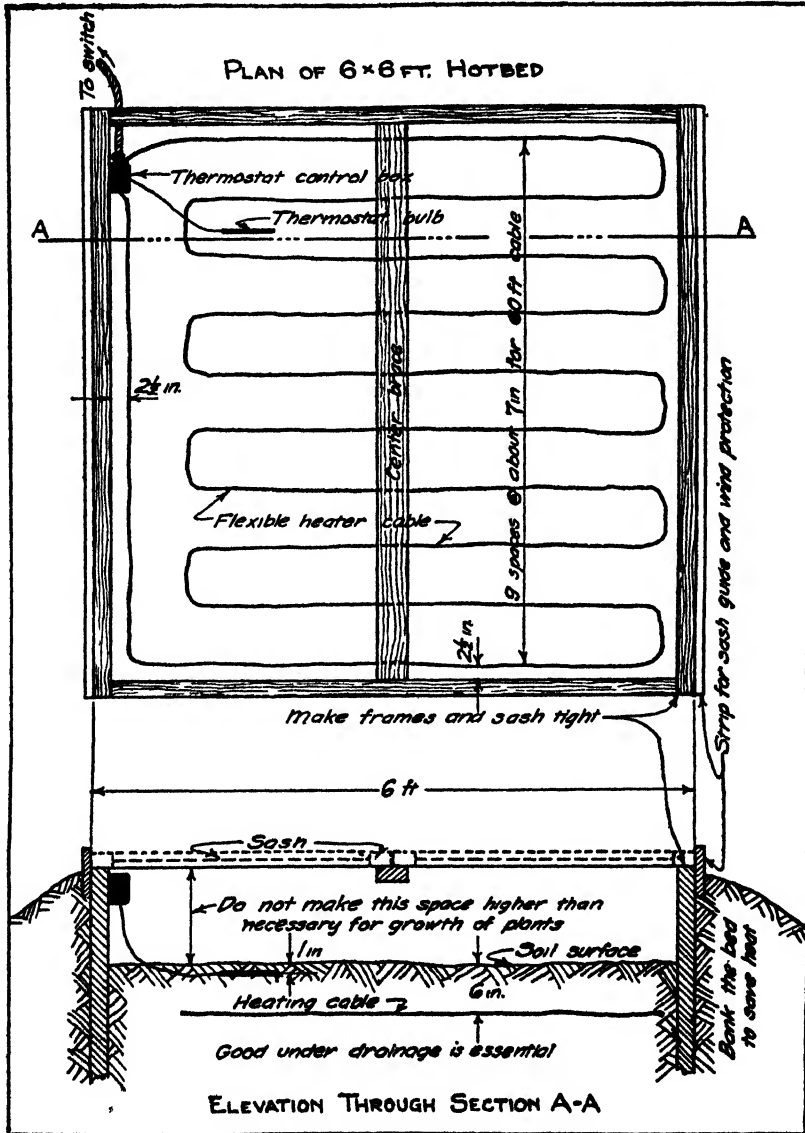 To switch
PLAN OF 6×6 FT. HOTBED
Thermostat control box
Thermostat bulb
A
A
9 spaces @ about 7in for 60 ft cable
Center brace
2½ in.
Flexible heater cable
2½ in.
Strip for sash guide and wind protection
Make frames and sash tight
6 ft
Sash
Do not make this space higher than
necessary for growth of plants
1 in
Soil surface
6 in.
Heating cable
Good under drainage is essential
Bank the bed
to save heat
ELEVATION THROUGH SECTION A-A